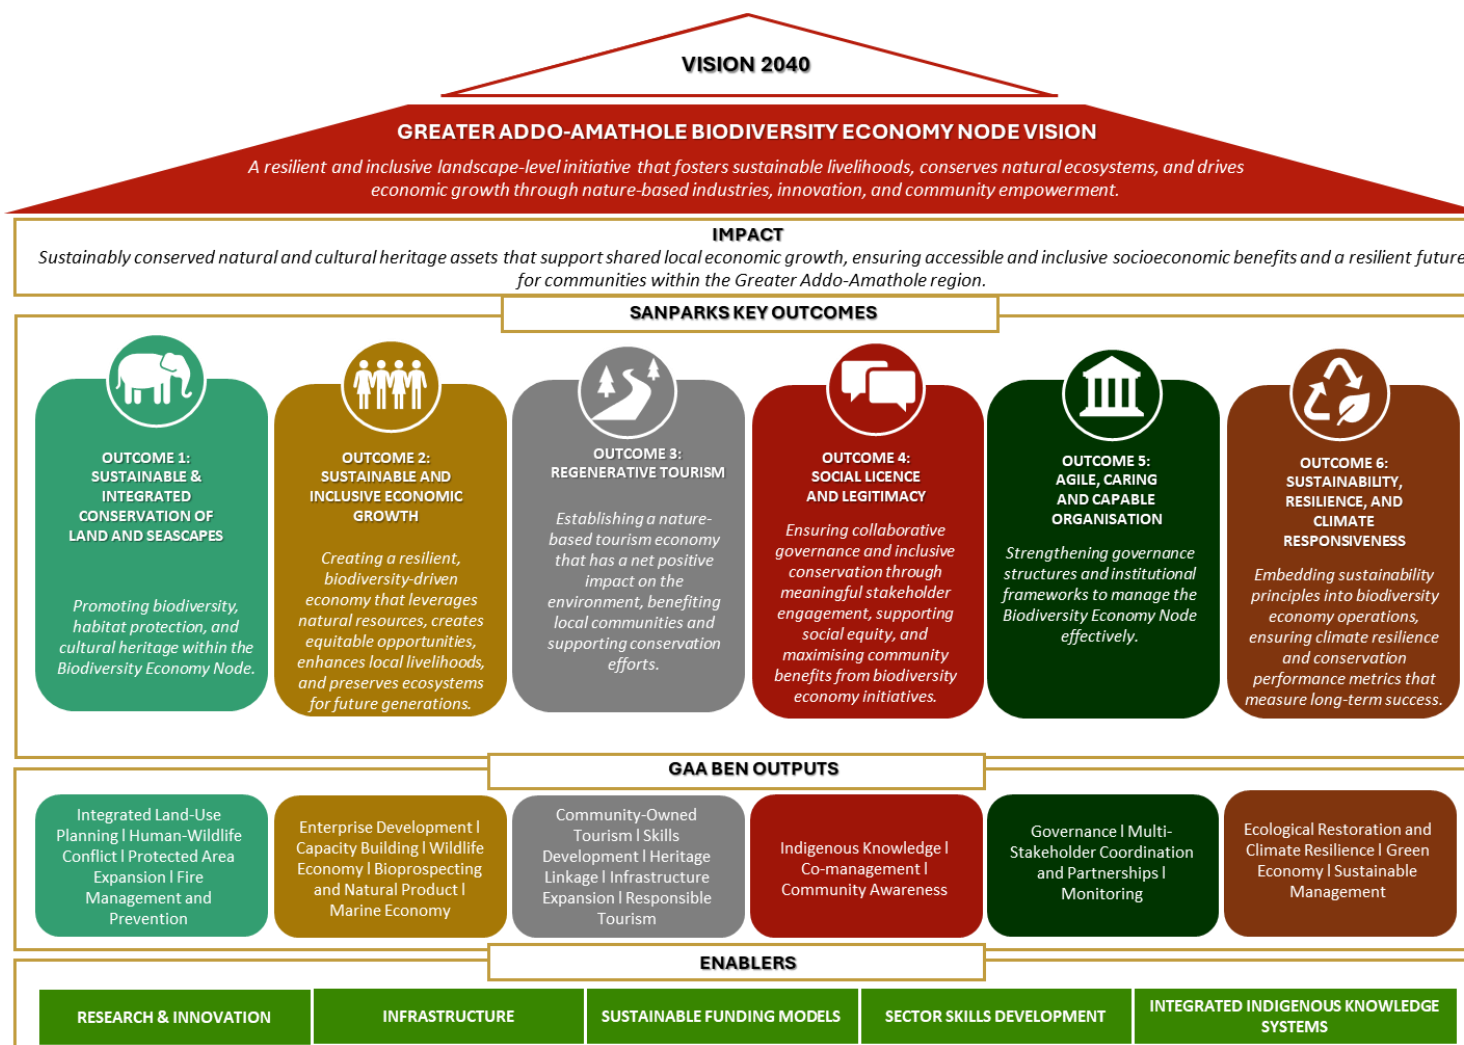 VISION 2040
GREATER ADDO-AMATHOLE BIODIVERSITY ECONOMY NODE VISION
A resilient and inclusive landscape-level initiative that fosters sustainable livelihoods, conserves natural ecosystems, and drives
economic growth through nature-based industries, innovation, and community empowerment.
IMPACT
Sustainably conserved natural and cultural heritage assets that support shared local economic growth, ensuring accessible and inclusive socioeconomic benefits and a resilient future
for communities within the Greater Addo-Amathole region.
SANPARKS KEY OUTCOMES
OUTCOME 1:
SUSTAINABLE &
INTEGRATED
CONSERVATION OF
LAND AND SEASCAPES
Promoting biodiversity,
habitat protection, and
cultural heritage within the
Biodiversity Economy Node.
OUTCOME 2:
SUSTAINABLE AND
INCLUSIVE ECONOMIC
GROWTH
Creating a resilient,
biodiversity-driven
economy that leverages
natural resources, creates
equitable opportunities,
enhances local livelihoods,
and preserves ecosystems
for future generations.
OUTCOME 3:
REGENERATIVE TOURISM
Establishing a nature-
based tourism economy
that has a net positive
impact on the
environment, benefiting
local communities and
supporting conservation
efforts.
OUTCOME 4:
SOCIAL LICENCE
AND LEGITIMACY
Ensuring collaborative
governance and inclusive
conservation through
meaningful stakeholder
engagement, supporting
social equity, and
maximising community
benefits from biodiversity
economy initiatives.
OUTCOME 5:
AGILE, CARING
AND CAPABLE
ORGANISATION
Strengthening governance
structures and institutional
frameworks to manage the
Biodiversity Economy Node
effectively.
OUTCOME 6:
SUSTAINABILITY,
RESILIENCE, AND
CLIMATE
RESPONSIVENESS
Embedding sustainability
principles into biodiversity
economy operations,
ensuring climate resilience
and conservation
performance metrics that
measure long-term success.
GAA BEN OUTPUTS
Integrated Land-Use
Planning l Human-Wildlife
Conflict l Protected Area
Expansion l Fire
Management and
Prevention
Enterprise Development l
Capacity Building l Wildlife
Economy l Bioprospecting
and Natural Product l
Marine Economy
Community-Owned
Tourism l Skills
Development l Heritage
Linkage l Infrastructure
Expansion l Responsible
Tourism
Indigenous Knowledge l
Co-management l
Community Awareness
Governance l Multi-
Stakeholder Coordination
and Partnerships l
Monitoring
Ecological Restoration and
Climate Resilience l Green
Economy l Sustainable
Management
ENABLERS
RESEARCH & INNOVATION
INFRASTRUCTURE
SUSTAINABLE FUNDING MODELS
SECTOR SKILLS DEVELOPMENT
INTEGRATED INDIGENOUS KNOWLEDGE
SYSTEMS